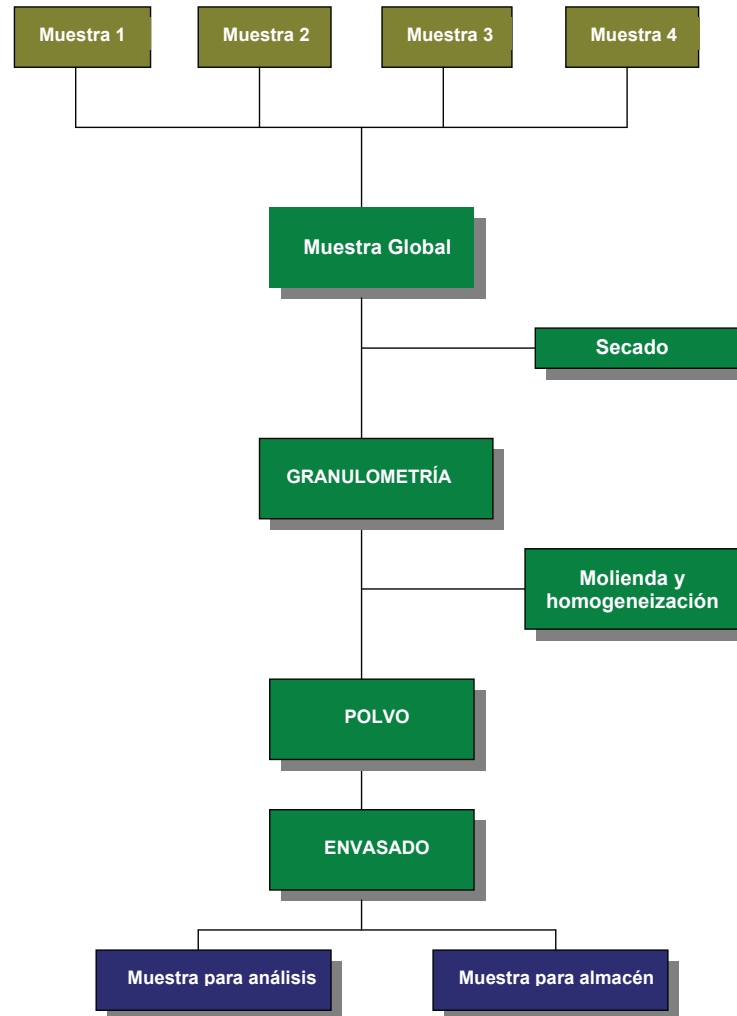 Muestra 1
Muestra 2
Muestra 3
Muestra 4
Muestra Global
Secado
GRANULOMETRÍA
Molienda y
homogeneización
POLVO
ENVASADO
Muestra para análisis
Muestra para almacén